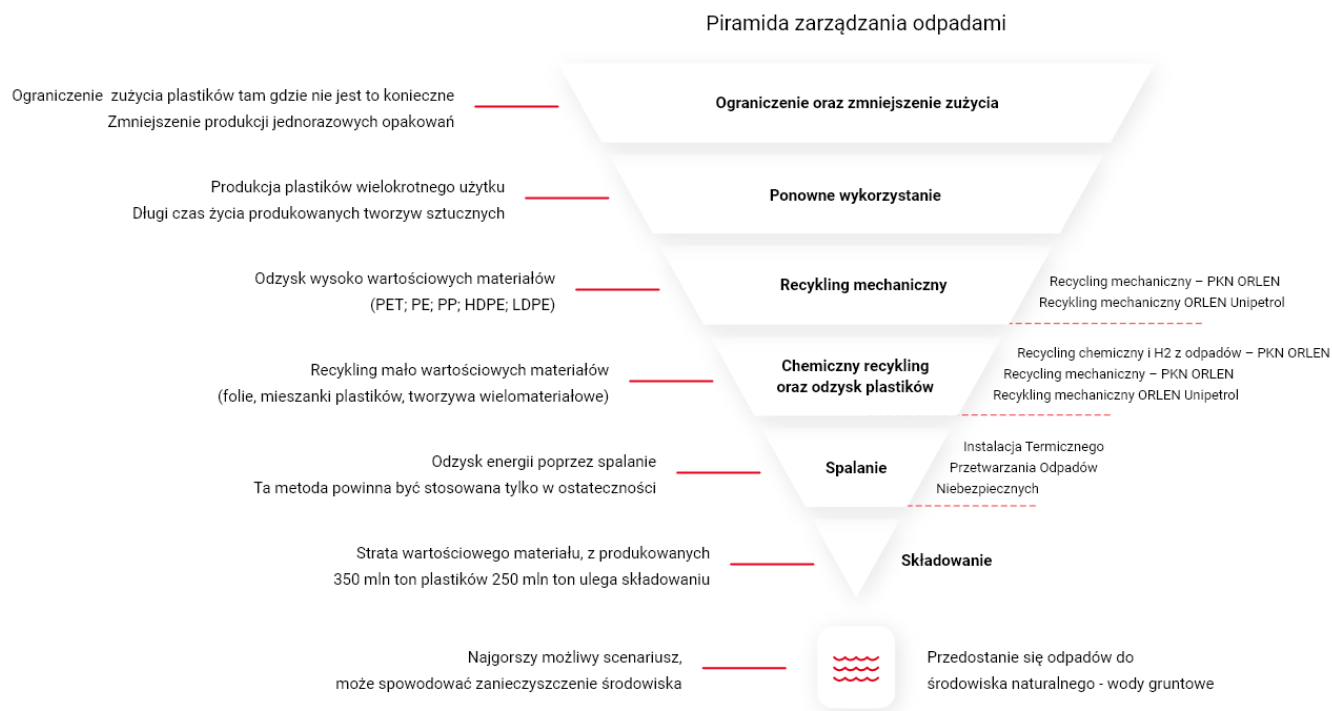 Piramida zarządzania odpadami
Ograniczenie zużycia plastików tam gdzie nie jest to konieczne
Zmniejszenie produkcji jednorazowych opakowań
Ograniczenie oraz zmniejszenie zużycia
Produkcja plastików wielokrotnego użytku
Długi czas życia produkowanych tworzyw sztucznych
Ponowne wykorzystanie
Odzysk wysoko wartościowych materiałów
(PET; PE; PP; HDPE; LDPE)
Recykling mechaniczny
Recycling mechaniczny – PKN ORLEN
Recykling mechaniczny ORLEN Unipetrol
Recykling mało wartościowych materiałów
(folie, mieszanki plastików, tworzywa wielomateriałowe)
Chemiczny recykling
oraz odzysk plastików
Recycling chemiczny i H2 z odpadów – PKN ORLEN
Recycling mechaniczny – PKN ORLEN
Recykling mechaniczny ORLEN Unipetrol
Odzysk energii poprzez spalanie
Ta metoda powinna być stosowana tylko w ostateczności
Spalanie
Instalacja Termicznego
Przetwarzania Odpadów
Niebezpiecznych
Strata wartościowego materiału, z produkowanych
350 mln ton plastików 250 mln ton ulega składowaniu
Składowanie
Najgorszy możliwy scenariusz,
może spowodować zanieczyszczenie środowiska
Przedostanie się odpadów do
środowiska naturalnego - wody gruntowe